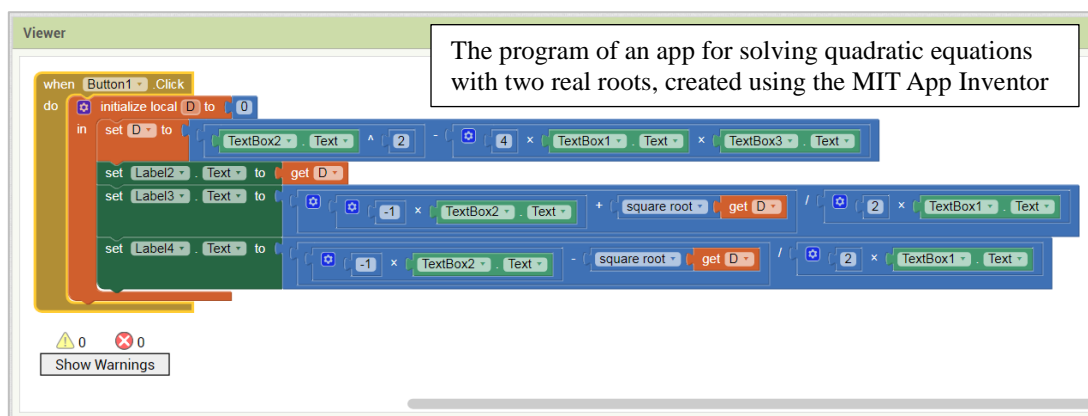 Viewer
The program of an app for solving quadratic equations
with two real roots, created using the MIT App Inventor
when Button1 .Click
do initialize local D to 0
in set D to TextBox2 . Text ^ 2 - 4 × TextBox1 . Text × TextBox3 . Text
set Label2 . Text to get D
set Label3 . Text to -1 × TextBox2 . Text + square root get D / 2 × TextBox1 . Text
set Label4 . Text to -1 × TextBox2 . Text - square root get D / 2 × TextBox1 . Text
0 0
Show Warnings